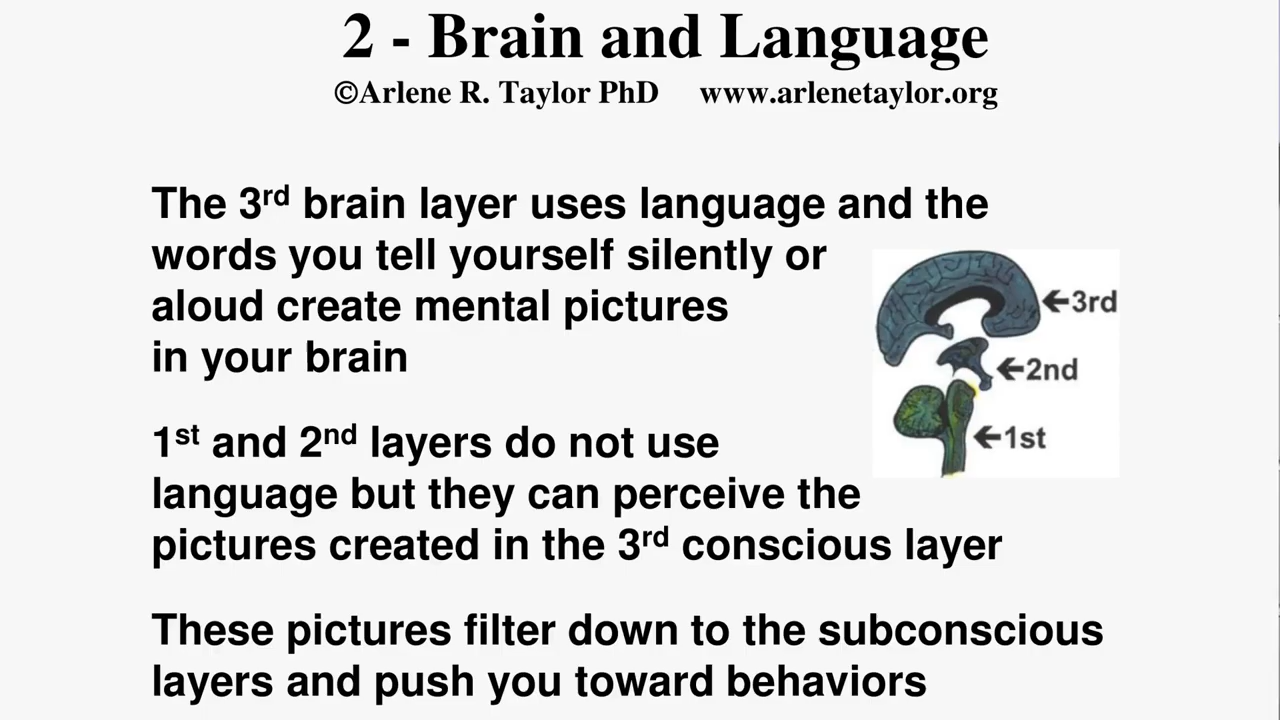 2 - Brain and Language
©Arlene R. Taylor PhD www.arlenetaylor.org
The 3rd brain layer uses language and the
words you tell yourself silently or
aloud create mental pictures
in your brain
←3rd
←2nd
←1st
1st and 2nd layers do not use
language but they can perceive the
pictures created in the 3rd conscious layer
These pictures filter down to the subconscious
layers and push you toward behaviors